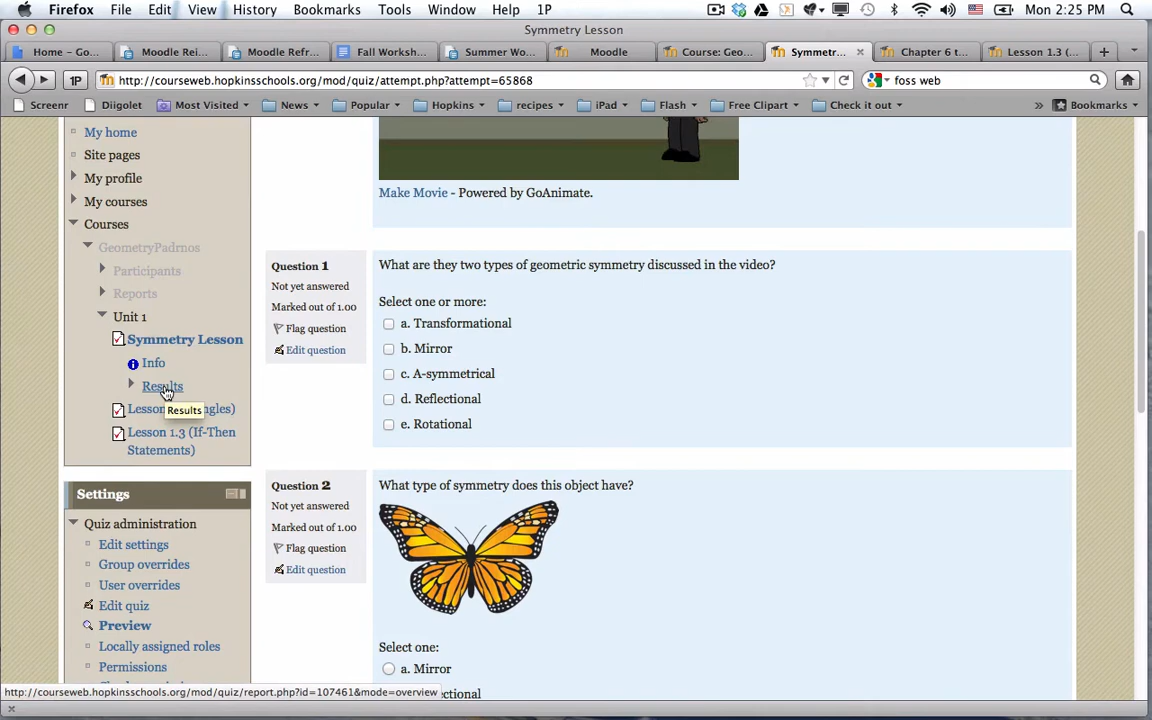 Firefox File Edit View History Bookmarks Tools Window Help 1P Mon 2:25 PM
Symmetry Lesson
Home – Go... Moodle Rei... Moodle Refr... Fall Worksh... Summer Wo... Moodle Course: Geo... Symmetr... Chapter 6 t... Lesson 1.3 (...
1P http://courseweb.hopkinsschools.org/mod/quiz/attempt.php?attempt=65868 foss web
Screenr Diigolet Most Visited News Popular Hopkins recipes iPad Flash Free Clipart Check it out » Bookmarks
My home
Site pages
My profile
My courses
Courses
GeometryPadrnos
Participants
Reports
Unit 1
Symmetry Lesson
Info
Results
Results
Lesson gles)
Lesson 1.3 (If-Then
Statements)
Settings
Quiz administration
Edit settings
Group overrides
User overrides
Edit quiz
Preview
Locally assigned roles
Permissions
Make Movie - Powered by GoAnimate.
Question 1
Not yet answered
Marked out of 1.00
Flag question
Edit question
What are they two types of geometric symmetry discussed in the video?
Select one or more:
a. Transformational
b. Mirror
c. A-symmetrical
d. Reflectional
e. Rotational
Question 2
Not yet answered
Marked out of 1.00
Flag question
Edit question
What type of symmetry does this object have?
Select one:
a. Mirror
ectional
http://courseweb.hopkinsschools.org/mod/quiz/report.php?id=107461&mode=overview